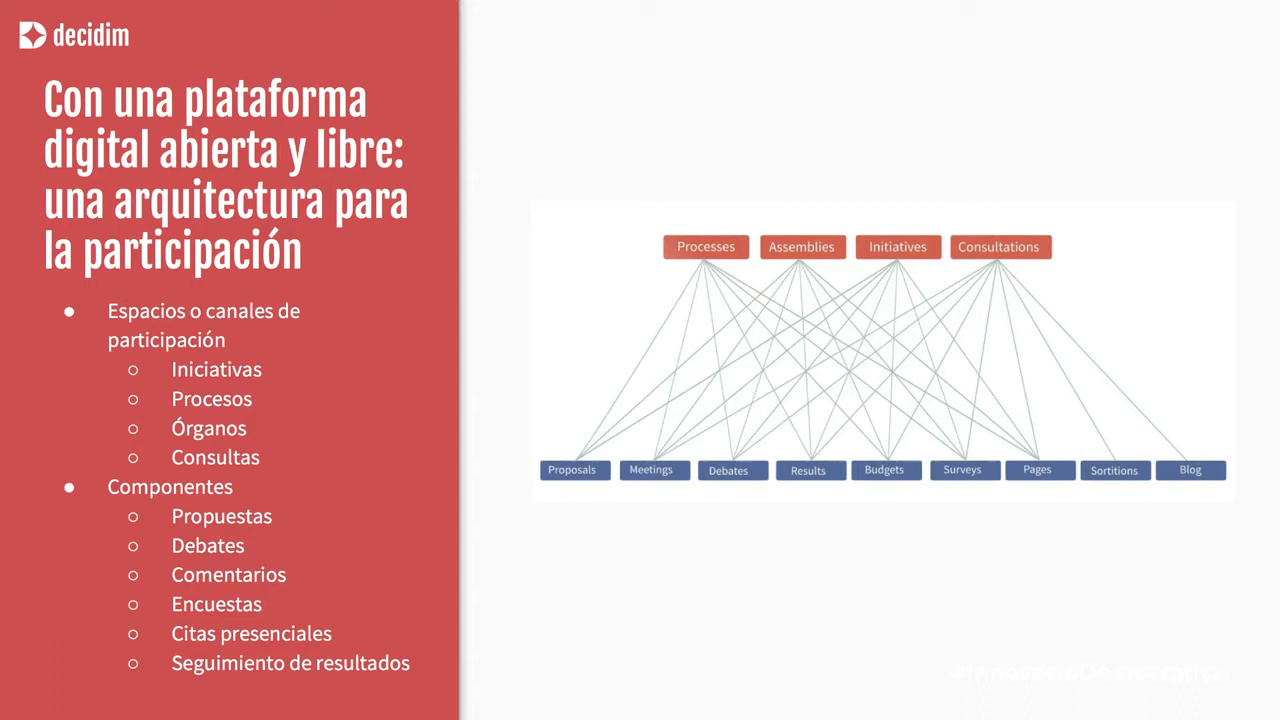 decidim
Con una plataforma
digital abierta y libre:
una arquitectura para
la participación
● Espacios o canales de
participación
○ Iniciativas
○ Procesos
○ Órganos
○ Consultas
● Componentes
○ Propuestas
○ Debates
○ Comentarios
○ Encuestas
○ Citas presenciales
○ Seguimiento de resultados
Processes Assemblies Initiatives Consultations
Proposals Meetings Debates Results Budgets Surveys Pages Sortitions Blog